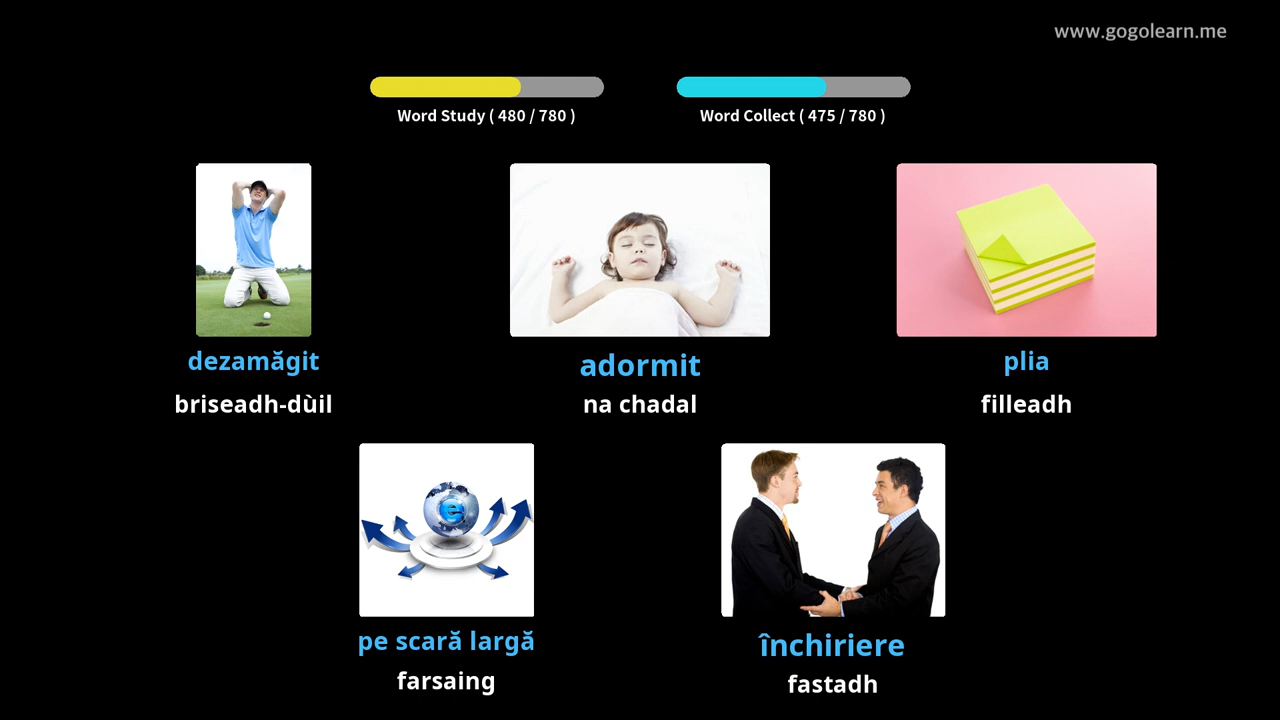 www.gogolearn.me
Word Study ( 480 / 780 )
Word Collect ( 475 / 780 )
dezamăgit
briseadh-dùil
adormit
na chadal
plia
filleadh
e
pe scară largă
farsaing
închiriere
fastadh